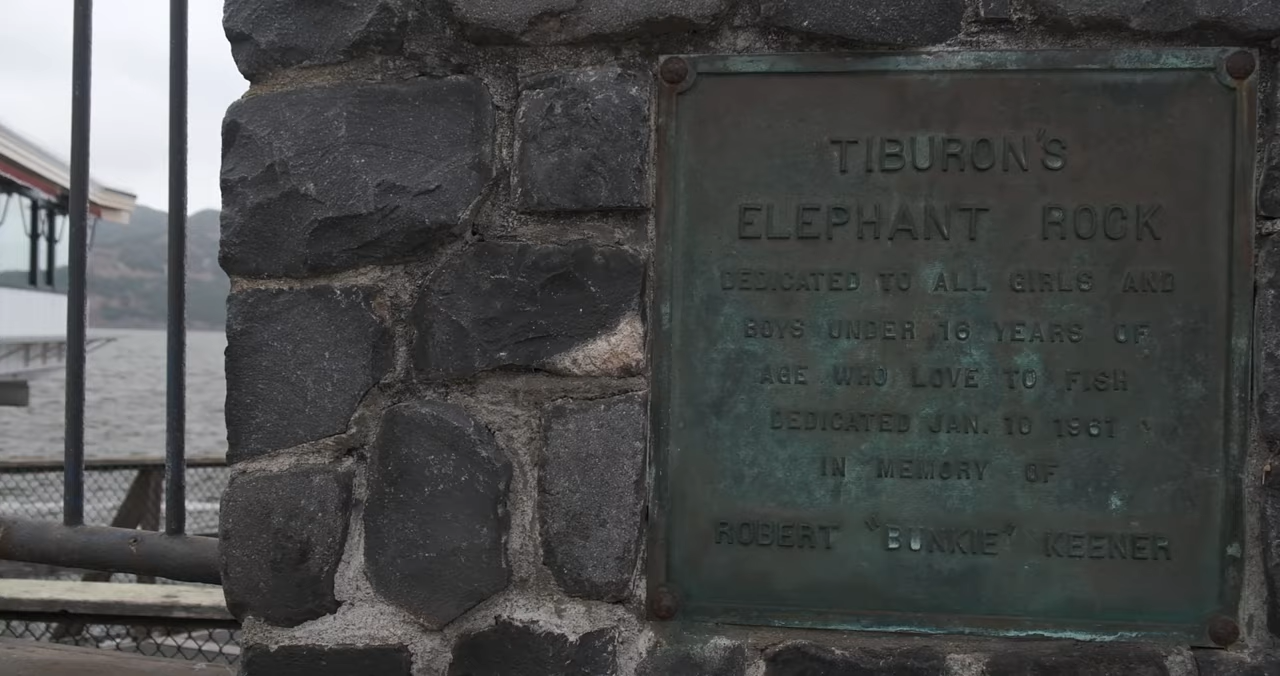 TIBURON'S
ELEPHANT ROCK
DEDICATED TO ALL GIRLS AND
BOYS UNDER 16 YEARS OF
AGE WHO LOVE TO FISH
DEDICATED JAN. 10 1961
IN MEMORY OF
ROBERT "BUNKIE" KEENER